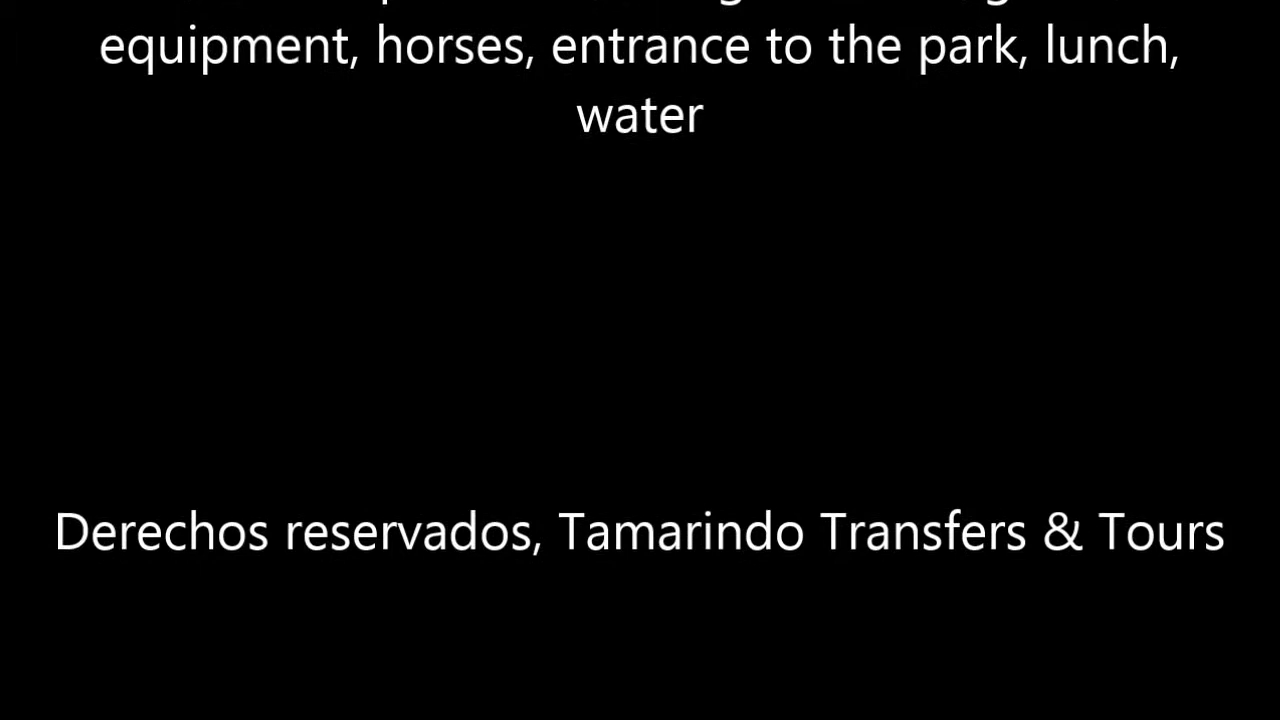 equipment, horses, entrance to the park, lunch,
water
Derechos reservados, Tamarindo Transfers & Tours